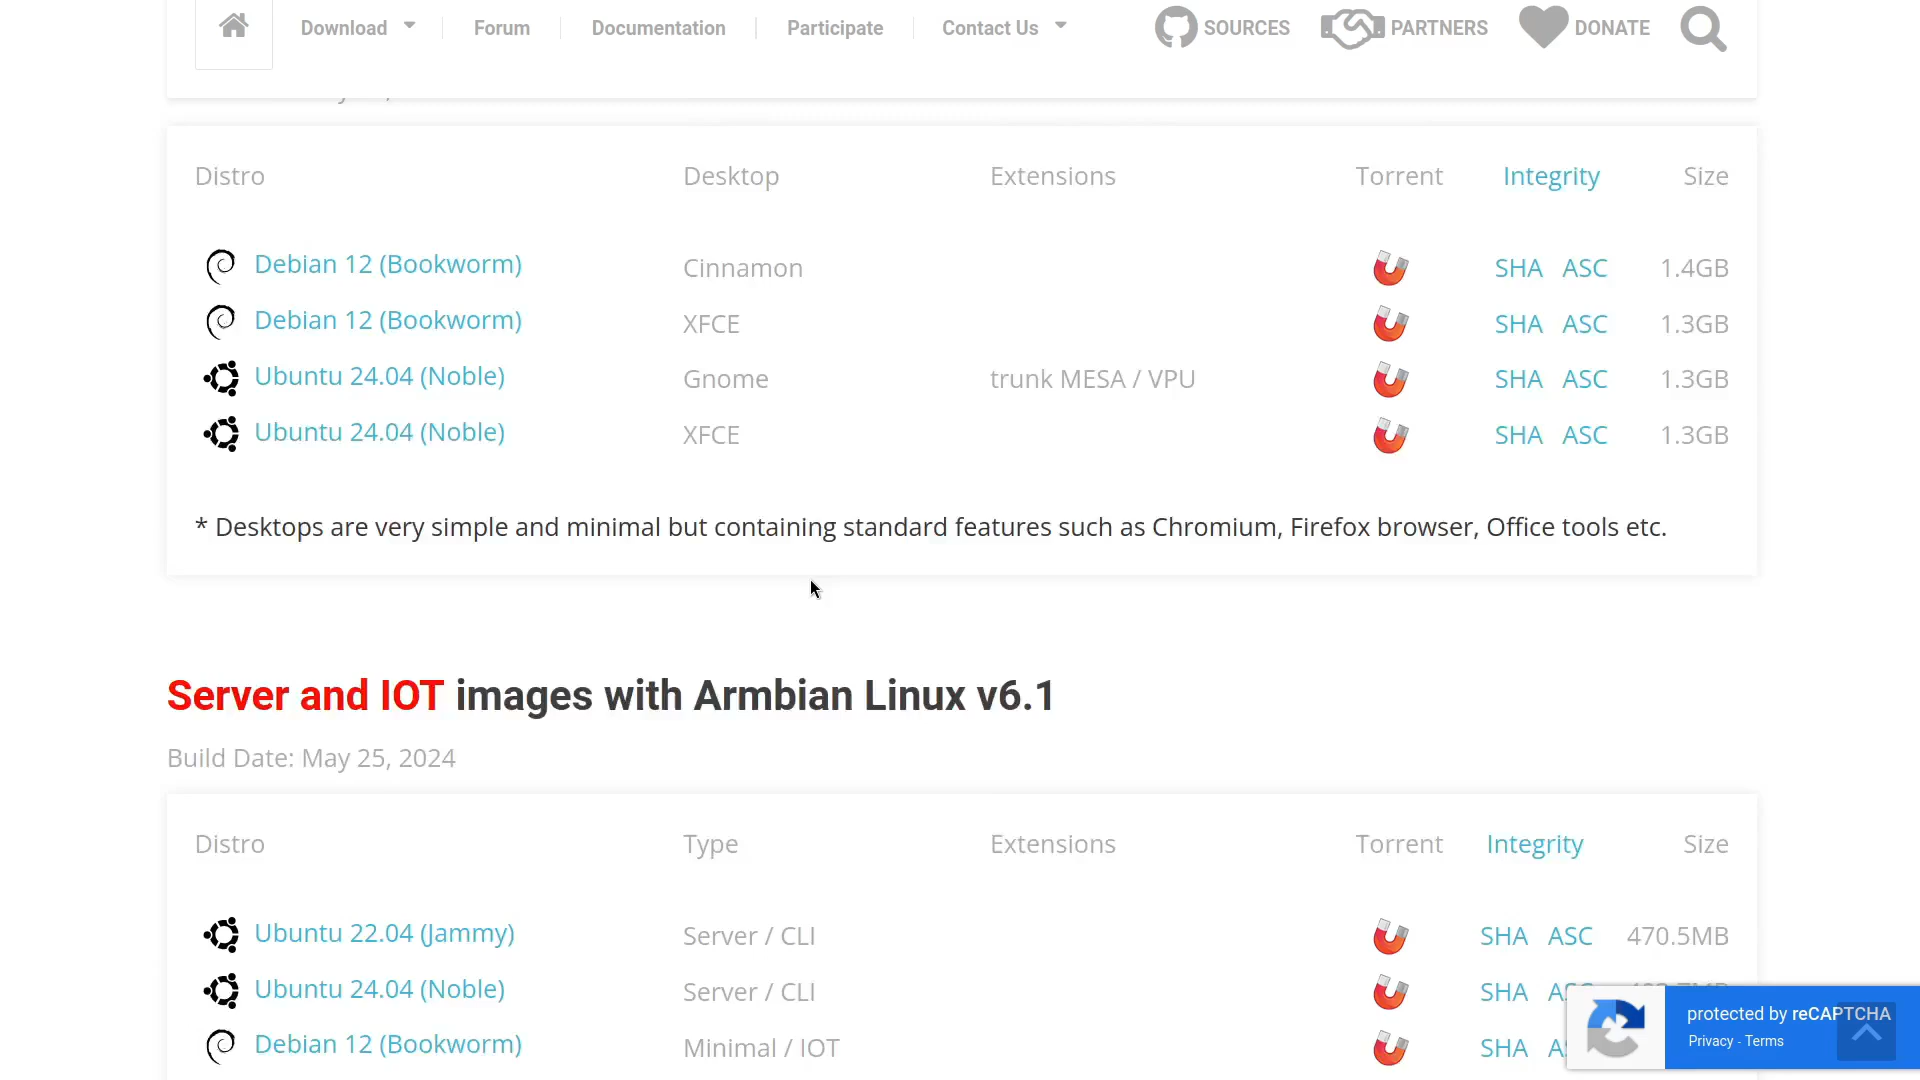 Download
Forum
Documentation
Participate
Contact Us
SOURCES
PARTNERS
DONATE
Distro Desktop Extensions Torrent Integrity Size
Debian 12 (Bookworm) Cinnamon SHA ASC 1.4GB
Debian 12 (Bookworm) XFCE SHA ASC 1.3GB
Ubuntu 24.04 (Noble) Gnome trunk MESA / VPU SHA ASC 1.3GB
Ubuntu 24.04 (Noble) XFCE SHA ASC 1.3GB
* Desktops are very simple and minimal but containing standard features such as Chromium, Firefox browser, Office tools etc.
Server and IOT images with Armbian Linux v6.1
Build Date: May 25, 2024
Distro Type Extensions Torrent Integrity Size
Ubuntu 22.04 (Jammy) Server / CLI SHA ASC 470.5MB
Ubuntu 24.04 (Noble) Server / CLI SHA
Debian 12 (Bookworm) Minimal / IOT SHA
protected by reCAPTCHA
Privacy - Terms